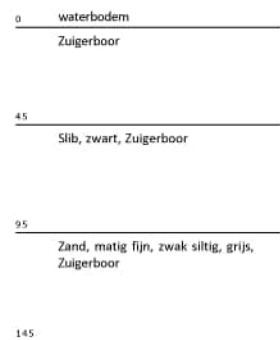 0 waterbodem
Zuigerboor
45
Slib, zwart, Zuigerboor
95
Zand, matig fijn, zwak siltig, grijs,
Zuigerboor
145